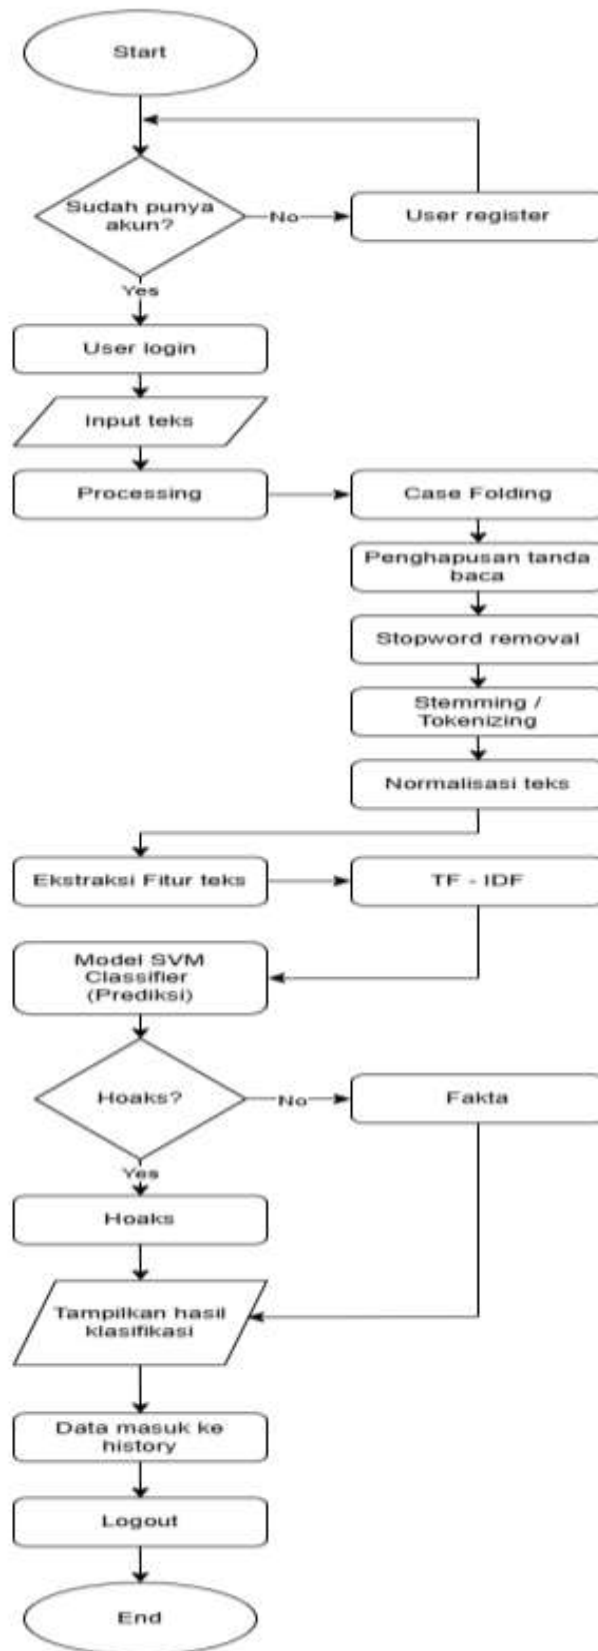 Start
Sudah punya
akun?
No
User register
Yes
User login
Input teks
Processing
Case Folding
Penghapusan tanda
baca
Stopword removal
Stemming /
Tokenizing
Normalisasi teks
Ekstraksi Fitur teks
TF - IDF
Model SVM
Classifier
(Prediksi)
Hoaks?
No
Fakta
Yes
Hoaks
Tampilkan hasil
klasifikasi
Data masuk ke
history
Logout
End